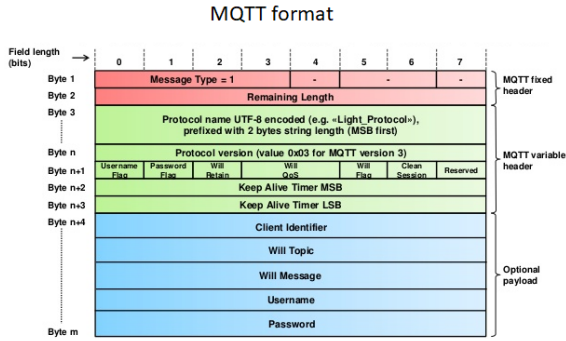 MQTT format
Field length
(bits)
0 1 2 3 4 5 6 7
Byte 1 Message Type = 1 - - - MQTT fixed
header
Byte 2 Remaining Length
Byte 3 Protocol name UTF-8 encoded (e.g. «Light_Protocol»),
prefixed with 2 bytes string length (MSB first)
Byte n Protocol version (value 0x03 for MQTT version 3) MQTT variable
header
Byte n+1 Username
Flag Password
Flag Will
Retain Will
QoS Will
Flag Clean
Session Reserved
Byte n+2 Keep Alive Timer MSB
Byte n+3 Keep Alive Timer LSB
Byte n+4 Client Identifier
Will Topic
Will Message Optional
payload
Username
Byte m Password